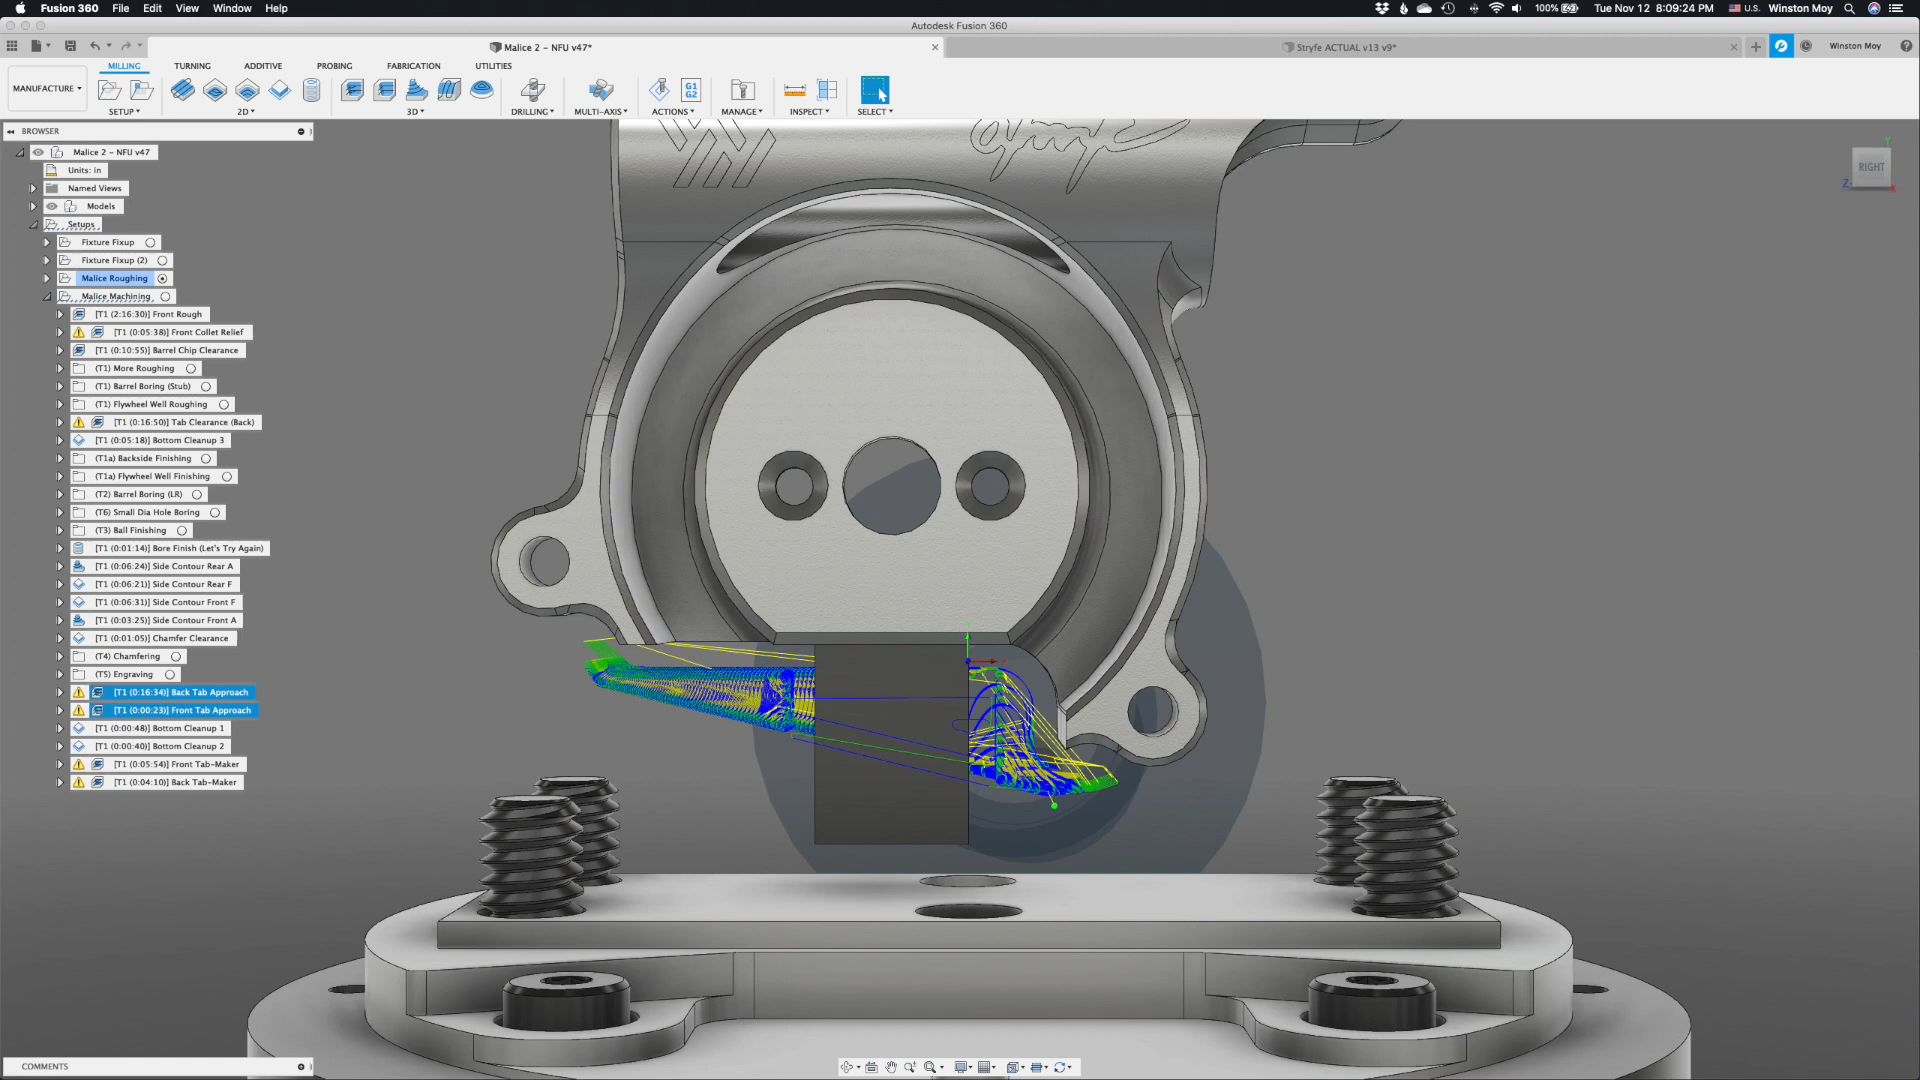 Fusion 360 File Edit View Window Help
100% Tue Nov 12 8:09:24 PM U.S. Winston Moy
Autodesk Fusion 360
Malice 2 - NFU v47*
Stryfe ACTUAL v13 v9*
Winston Moy
MILLING TURNING ADDITIVE PROBING FABRICATION UTILITIES
MANUFACTURE
G1
G2
SETUP 2D 3D DRILLING MULTI-AXIS ACTIONS MANAGE INSPECT SELECT
BROWSER
Malice 2 - NFU v47
Units: in
Named Views
Models
Setups
Fixture Fixup
Fixture Fixup (2)
Malice Roughing
Malice Machining
[T1 (2:16:30)] Front Rough
[T1 (0:05:38)] Front Collet Relief
[T1 (0:10:55)] Barrel Chip Clearance
(T1) More Roughing
(T1) Barrel Boring (Stub)
(T1) Flywheel Well Roughing
[T1 (0:16:50)] Tab Clearance (Back)
[T1 (0:05:18)] Bottom Cleanup 3
(T1a) Backside Finishing
(T1a) Flywheel Well Finishing
(T2) Barrel Boring (LR)
(T6) Small Dia Hole Boring
(T3) Ball Finishing
[T1 (0:01:14)] Bore Finish (Let's Try Again)
[T1 (0:06:24)] Side Contour Rear A
[T1 (0:06:21)] Side Contour Rear F
[T1 (0:06:31)] Side Contour Front F
[T1 (0:03:25)] Side Contour Front A
[T1 (0:01:05)] Chamfer Clearance
(T4) Chamfering
(T5) Engraving
[T1 (0:16:34)] Back Tab Approach
[T1 (0:00:23)] Front Tab Approach
[T1 (0:00:48)] Bottom Cleanup 1
[T1 (0:00:40)] Bottom Cleanup 2
[T1 (0:05:54)] Front Tab-Maker
[T1 (0:04:10)] Back Tab-Maker
Y
RIGHT
Z X
COMMENTS